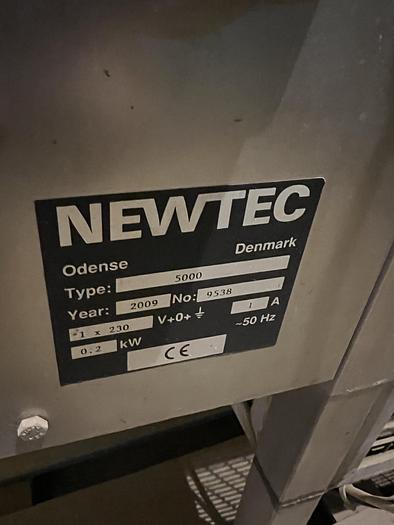 NEWTEC
Odense Denmark
Type: 5000
Year: 2009 No: 9538
1 x 230 V+0+⏚ 1 A
0.2 kW ~50 Hz
CE